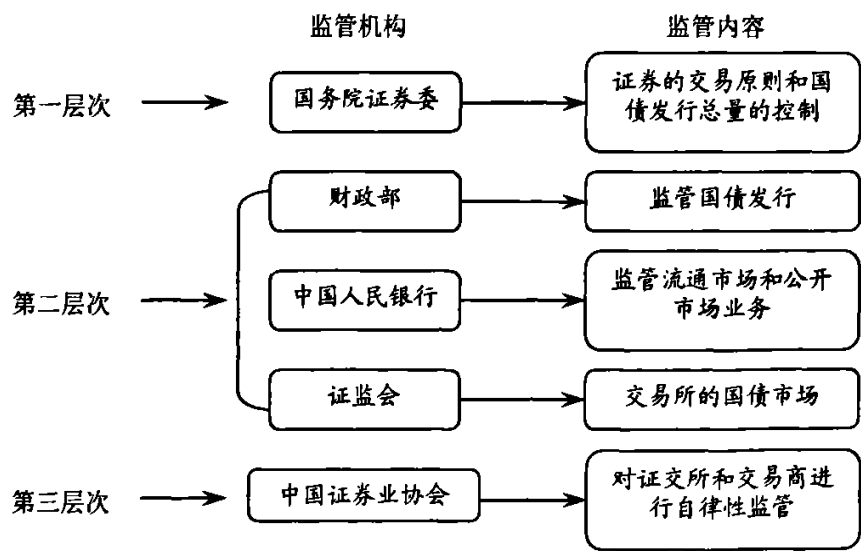 监管机构 监管内容
第一层次
国务院证券委
证券的交易原则和国
债发行总量的控制
第二层次
财政部
监管国债发行
中国人民银行
监管流通市场和公开
市场业务
证监会
交易所的国债市场
第三层次
中国证券业协会
对证交所和交易商进
行自律性监管